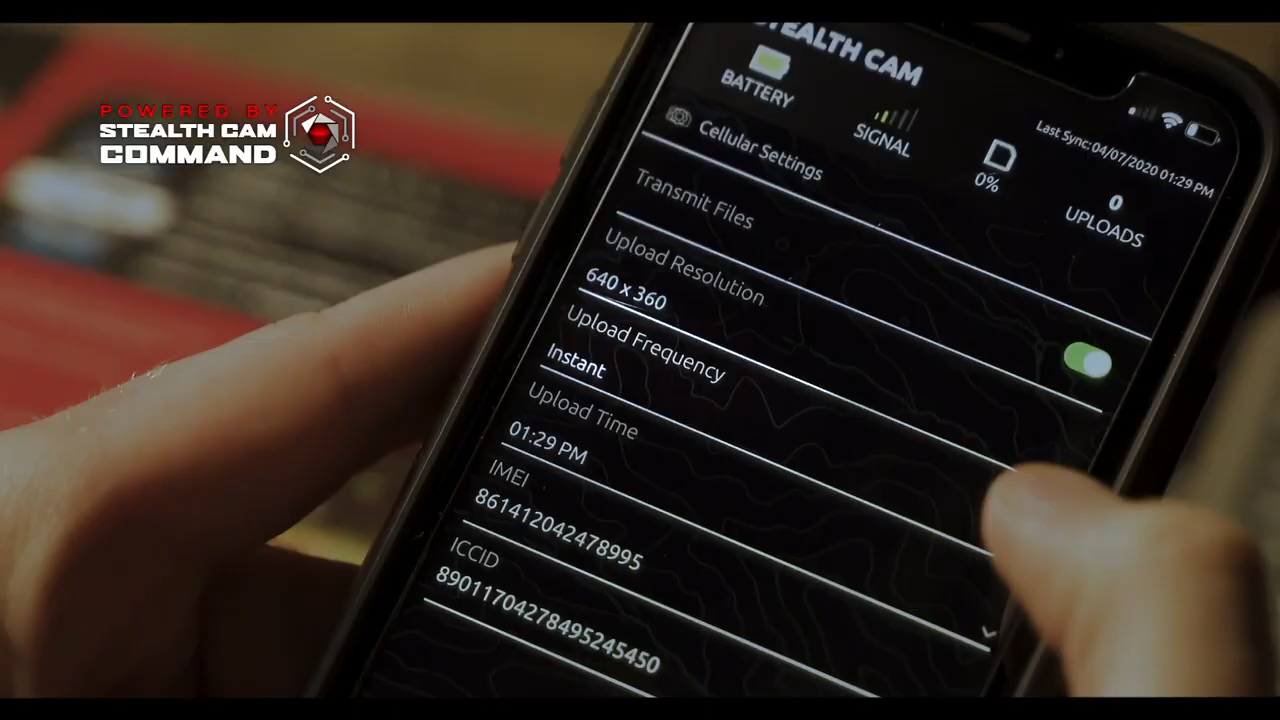 POWERED BY
STEALTH CAM
COMMAND
STEALTH CAM
BATTERY
SIGNAL
0%
0
UPLOADS
Last Sync: 04/07/2020 01:29 PM
Cellular Settings
Transmit Files
Upload Resolution
640 x 360
Upload Frequency
Instant
Upload Time
01:29 PM
IMEI
861412042478995
ICCID
89011704278495245450